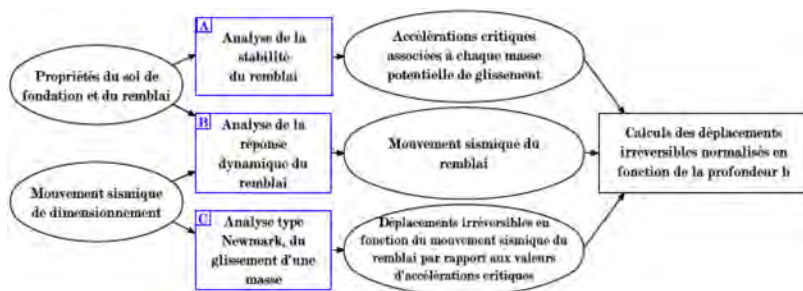 Propriétés du sol de
fondation et du remblai
Mouvement sismique
de dimensionnement
A
Analyse de la
stabilité
du remblai
B
Analyse de la
réponse
dynamique du
remblai
C
Analyse type
Newmark, du
glissement d'une
masse
Accélérations critiques
associées à chaque masse
potentielle de glissement
Mouvement sismique du
remblai
Déplacements irréversibles en
fonction du mouvement sismique du
remblai par rapport aux valeurs
d'accélérations critiques
Calculs des déplacements
irréversibles normalisés en
fonction de la profondeur h